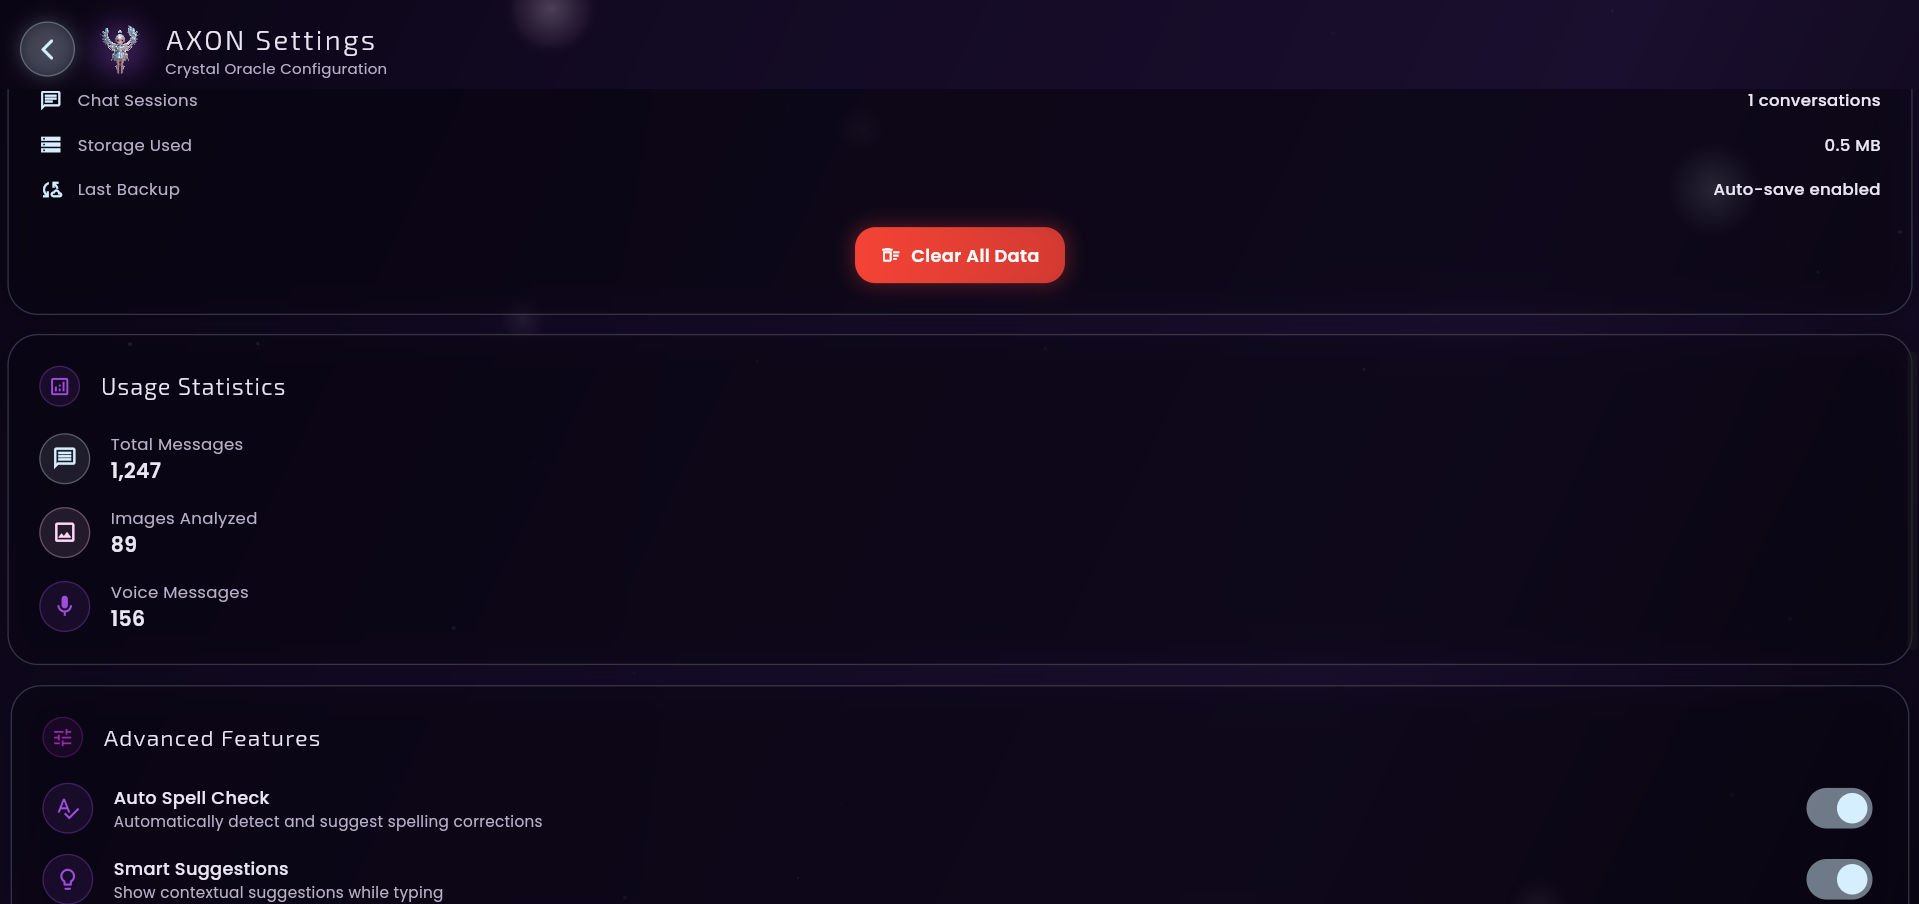 AXON Settings
Crystal Oracle Configuration
Chat Sessions 1 conversations
Storage Used 0.5 MB
Last Backup Auto-save enabled
Clear All Data
Usage Statistics
Total Messages
1,247
Images Analyzed
89
Voice Messages
156
Advanced Features
Auto Spell Check
Automatically detect and suggest spelling corrections
Smart Suggestions
Show contextual suggestions while typing